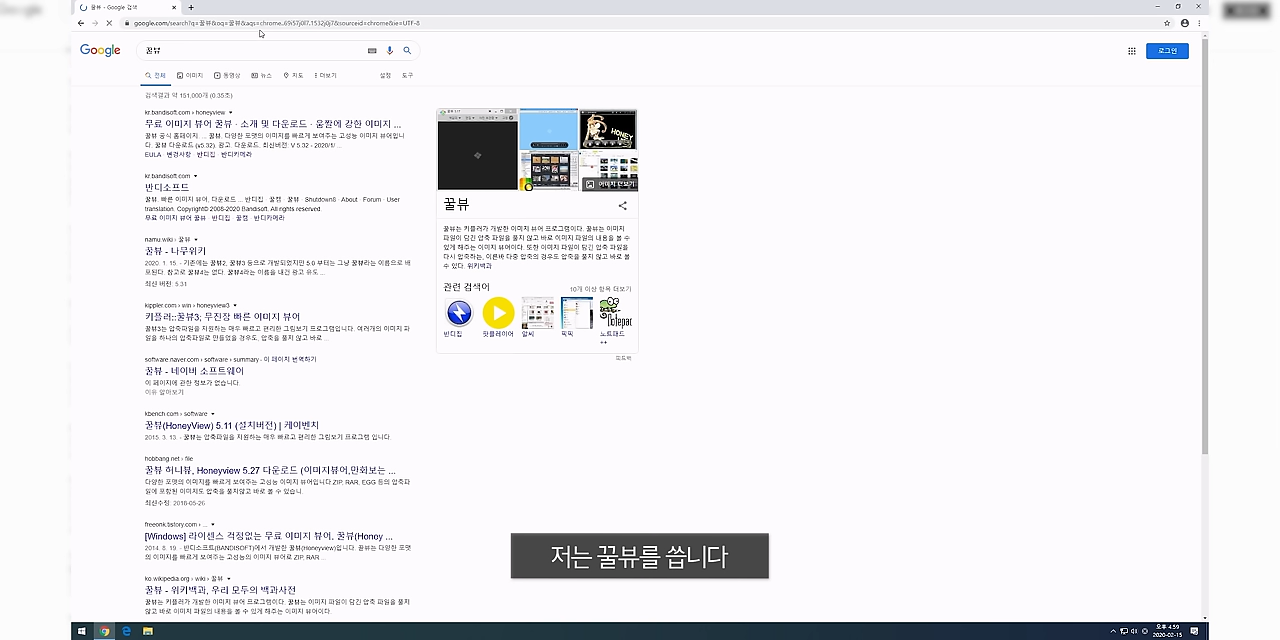 꿀뷰 - Google 검색
google.com/search?q=꿀뷰&oq=꿀뷰&aqs=chrome..69i57j0l7.1532j0j7&sourceid=chrome&ie=UTF-8
Google
꿀뷰
로그인
전체 이미지 동영상 뉴스 지도 더보기 설정 도구
검색결과 약 151,000개 (0.35초)
kr.bandisoft.com › honeyview
무료 이미지 뷰어 꿀뷰 - 소개 및 다운로드 - 움짤에 강한 이미지 ...
꿀뷰 공식 홈페이지. ... 꿀뷰. 다양한 포맷의 이미지를 빠르게 보여주는 고성능 이미지 뷰어입니
다. 꿀뷰 다운로드 (v5.32). 광고. 다운로드. 최신버전: V 5.32 - 2020/1/ ...
EULA · 변경사항 · 반디집 · 반디카메라
kr.bandisoft.com
반디소프트
꿀뷰. 빠른 이미지 뷰어, 다운로드 ... 반디집 · 꿀캠 · 꿀뷰 · Shutdown8 · About · Forum · User
translation. Copyright© 2008-2020 Bandisoft. All rights reserved.
무료 이미지 뷰어 꿀뷰 · 반디집 · 꿀캠 · 반디카메라
namu.wiki › 꿀뷰
꿀뷰 - 나무위키
2020. 1. 15. - 기존에는 꿀뷰2, 꿀뷰3 등으로 개발되었지만 5.0 부터는 그냥 꿀뷰라는 이름으로 배
포된다. 참고로 꿀뷰4는 없다. 꿀뷰4라는 이름을 내건 광고 유도 ...
최신 버전: 5.31
kippler.com › win › honeyview3
키플러::꿀뷰3; 무진장 빠른 이미지 뷰어
꿀뷰3는 압축파일을 지원하는 매우 빠르고 편리한 그림보기 프로그램입니다. 여러개의 이미지 파
일을 하나의 압축파일로 만들었을 경우도, 압축을 풀지 않고 바로 ...
software.naver.com › software › summary - 이 페이지 번역하기
꿀뷰 - 네이버 소프트웨어
이 페이지에 관한 정보가 없습니다.
이유 알아보기
kbench.com › software
꿀뷰(HoneyView) 5.11 (설치버전) | 케이벤치
2015. 3. 13. - 꿀뷰는 압축파일을 지원하는 매우 빠르고 편리한 그림보기 프로그램 입니다.
hobbang.net › file
꿀뷰 허니뷰, Honeyview 5.27 다운로드 (이미지뷰어,만화보는 ...
다양한 포맷의 이미지를 빠르게 보여주는 고성능 이미지 뷰어입니다 ZIP, RAR, EGG 등의 압축파
일에 포함된 이미지도 압축을 풀지않고 바로 볼 수 있습니.
최신수정: 2018-05-26
freeonk.tistory.com › ...
[Windows] 라이센스 걱정없는 무료 이미지 뷰어, 꿀뷰(Honey ...
2014. 8. 19. - 반디소프트(BANDISOFT)에서 개발한 꿀뷰(Honeyview)입니다. 꿀뷰는 다양한 포맷
의 이미지를 빠르게 보여주는 고성능의 이미지 뷰어로 ZIP, RAR ...
ko.wikipedia.org › wiki › 꿀뷰
꿀뷰 - 위키백과, 우리 모두의 백과사전
꿀뷰는 키플러가 개발한 이미지 뷰어 프로그램이다. 꿀뷰는 이미지 파일이 담긴 압축 파일을 풀지
않고 바로 이미지 파일의 내용을 볼 수 있게 해주는 이미지 뷰어이다.
HONEY
이미지 더보기
꿀뷰
꿀뷰는 키플러가 개발한 이미지 뷰어 프로그램이다. 꿀뷰는 이미지
파일이 담긴 압축 파일을 풀지 않고 바로 이미지 파일의 내용을 볼 수
있게 해주는 이미지 뷰어이다. 또한 이미지 파일이 담긴 압축 파일을
다시 압축하는, 이른바 다중 압축의 경우도 압축을 풀지 않고 볼
수 있다. 위키백과
관련 검색어
10개 이상 항목 더보기
반디집 팟플레이어 알씨 픽픽 노트패드
++
Notepad
피드백
저는 꿀뷰를 씁니다
오후 4:59
2020-02-15